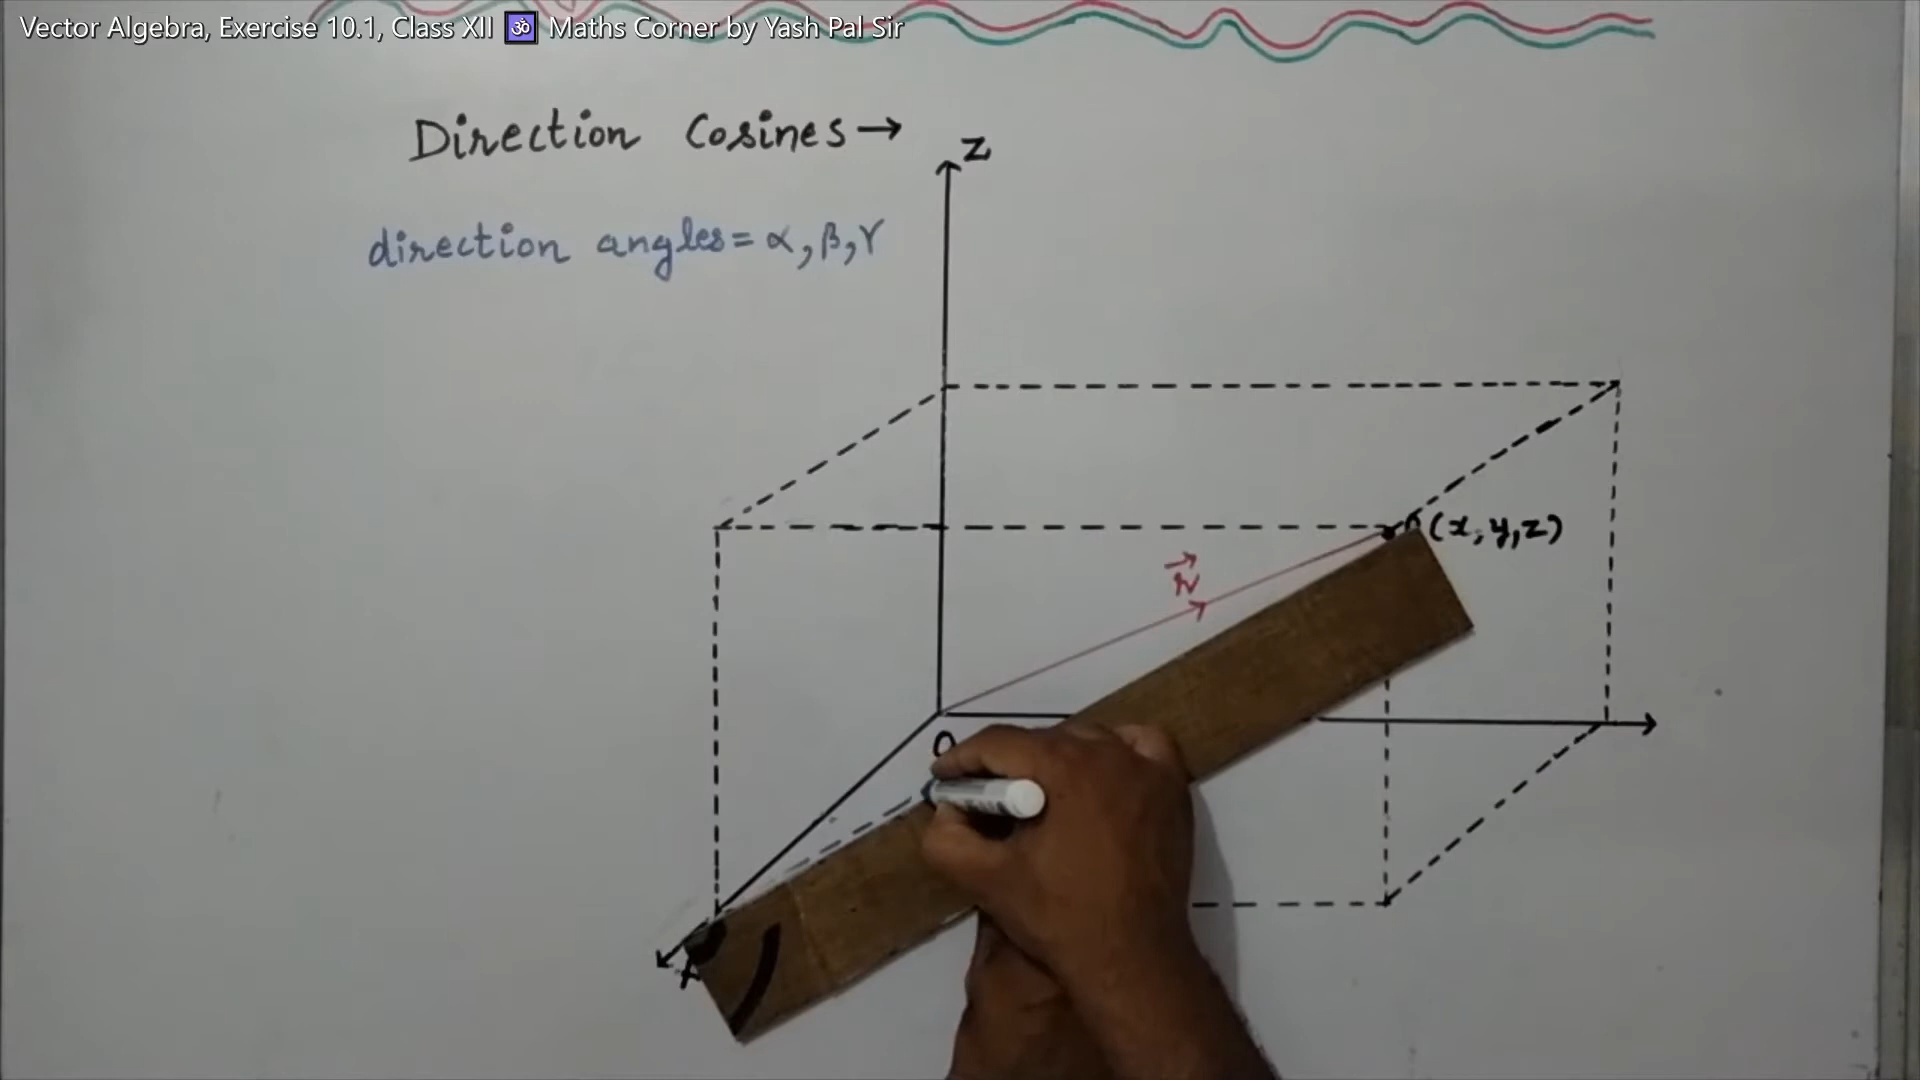 Vector Algebra, Exercise 10.1, Class XII 🕉 Maths Corner by Yash Pal Sir
Direction Cosines→
Z
direction angles = α, β, γ
(x, y, z)
r⃗
O